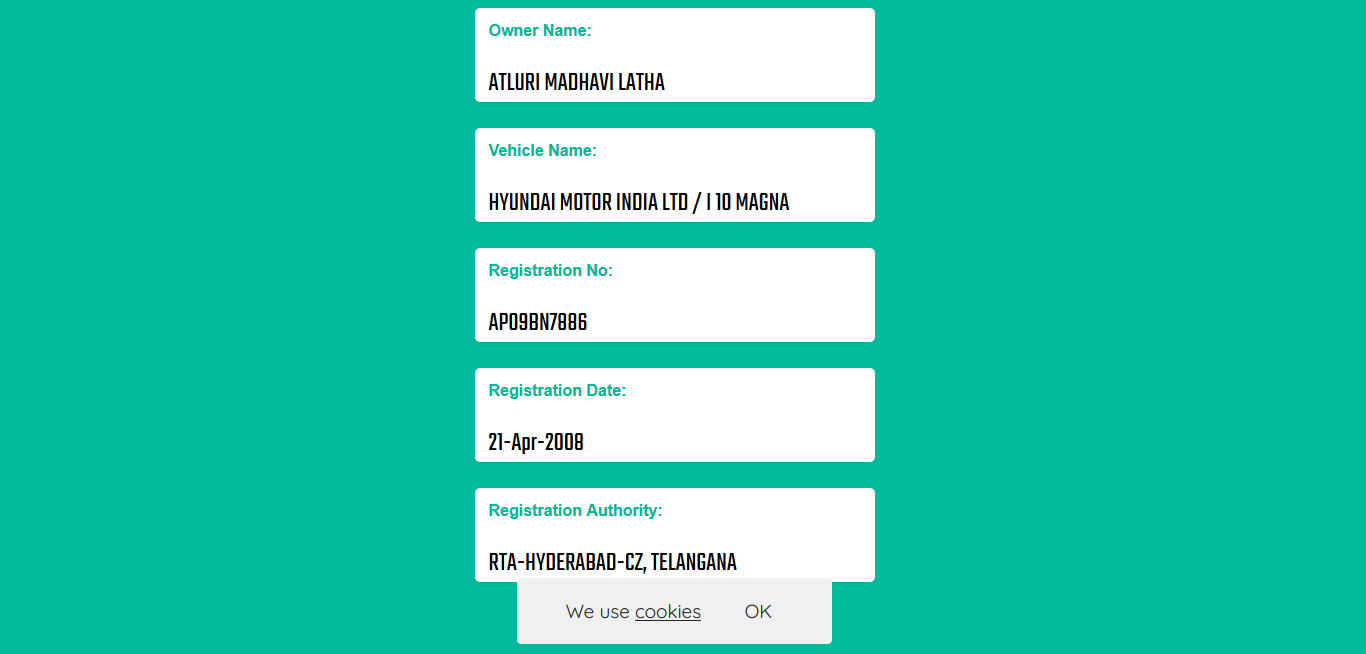 Owner Name:
ATLURI MADHAVI LATHA
Vehicle Name:
HYUNDAI MOTOR INDIA LTD / I 10 MAGNA
Registration No:
AP09BN7886
Registration Date:
21-Apr-2008
Registration Authority:
RTA-HYDERABAD-CZ, TELANGANA
We use cookies OK